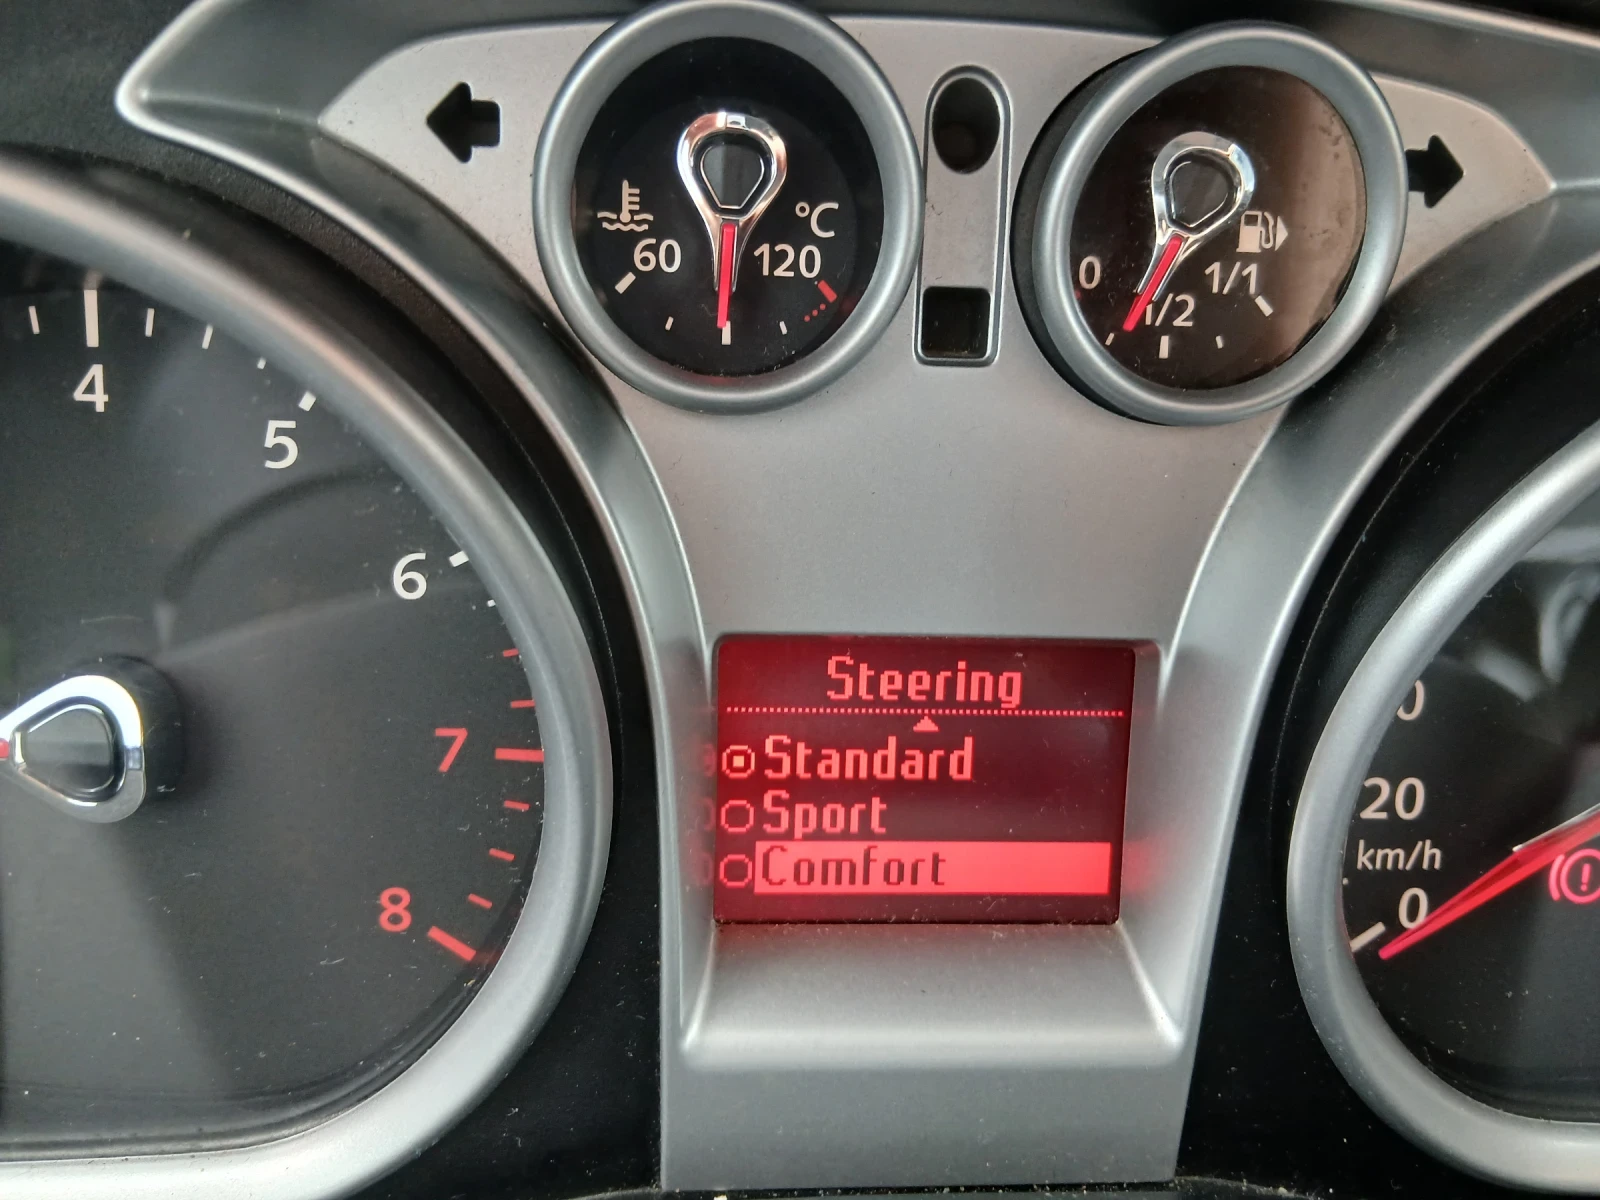 °C
60
120
0
1/2
1/1
4
5
6
7
8
Steering
Standard
Sport
Comfort
20
km/h
0